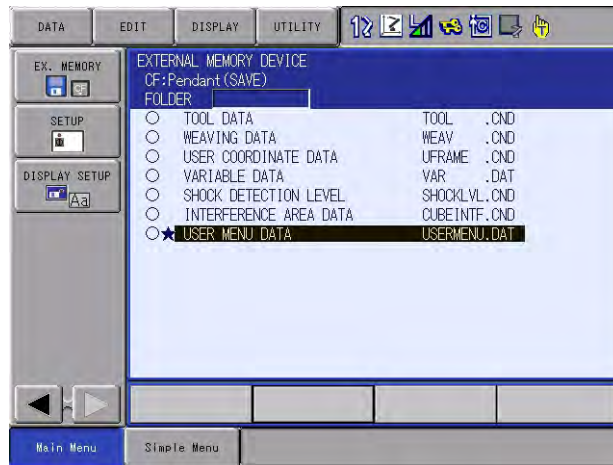 DATA EDIT DISPLAY UTILITY
EX. MEMORY
CF
SETUP
DISPLAY SETUP
Aa
EXTERNAL MEMORY DEVICE
CF:Pendant(SAVE)
FOLDER
TOOL DATA TOOL .CND
WEAVING DATA WEAV .CND
USER COORDINATE DATA UFRAME .CND
VARIABLE DATA VAR .DAT
SHOCK DETECTION LEVEL SHOCKLVL.CND
INTERFERENCE AREA DATA CUBEINTF.CND
USER MENU DATA USERMENU.DAT
Main Menu Simple Menu